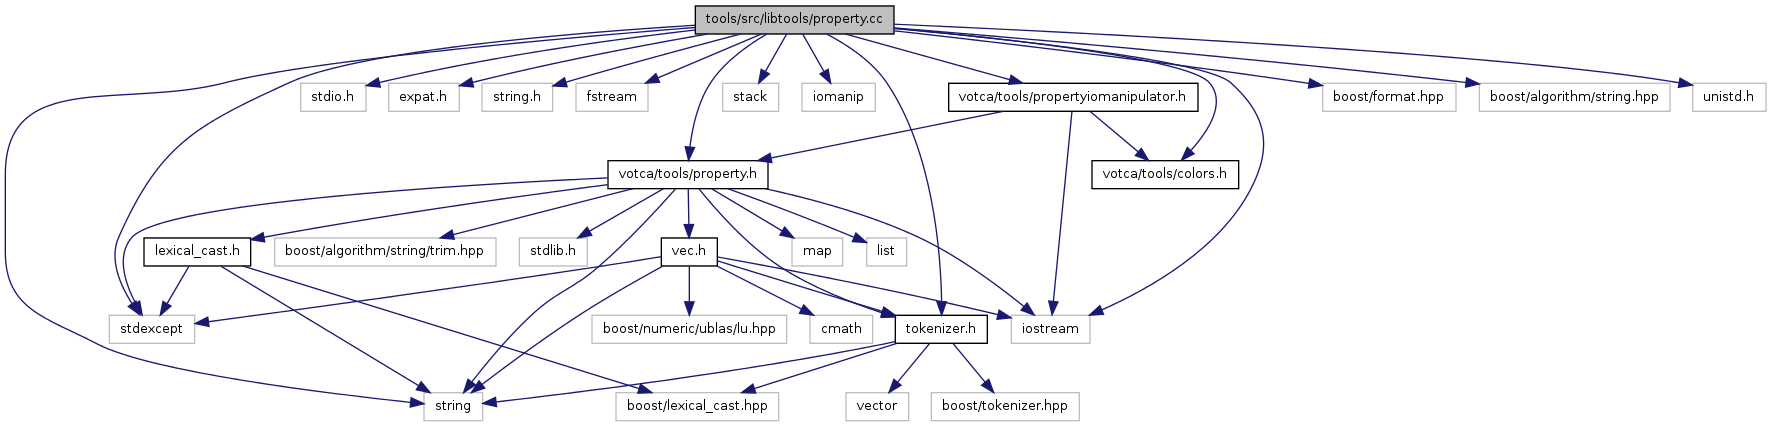 tools/src/libtools/property.cc
stdio.h
expat.h
string.h
fstream
stack
iomanip
votca/tools/propertyiomanipulator.h
boost/format.hpp
boost/algorithm/string.hpp
unistd.h
votca/tools/property.h
votca/tools/colors.h
lexical_cast.h
boost/algorithm/string/trim.hpp
stdlib.h
vec.h
map
list
stdexcept
boost/numeric/ublas/lu.hpp
cmath
tokenizer.h
iostream
string
boost/lexical_cast.hpp
vector
boost/tokenizer.hpp